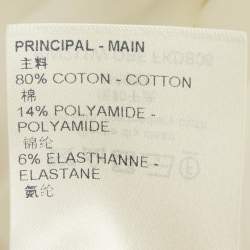 PRINCIPAL - MAIN
主料
80% COTON - COTTON
棉
14% POLYAMIDE -
POLYAMIDE
锦纶
6% ELASTHANNE -
ELASTANE
氨纶